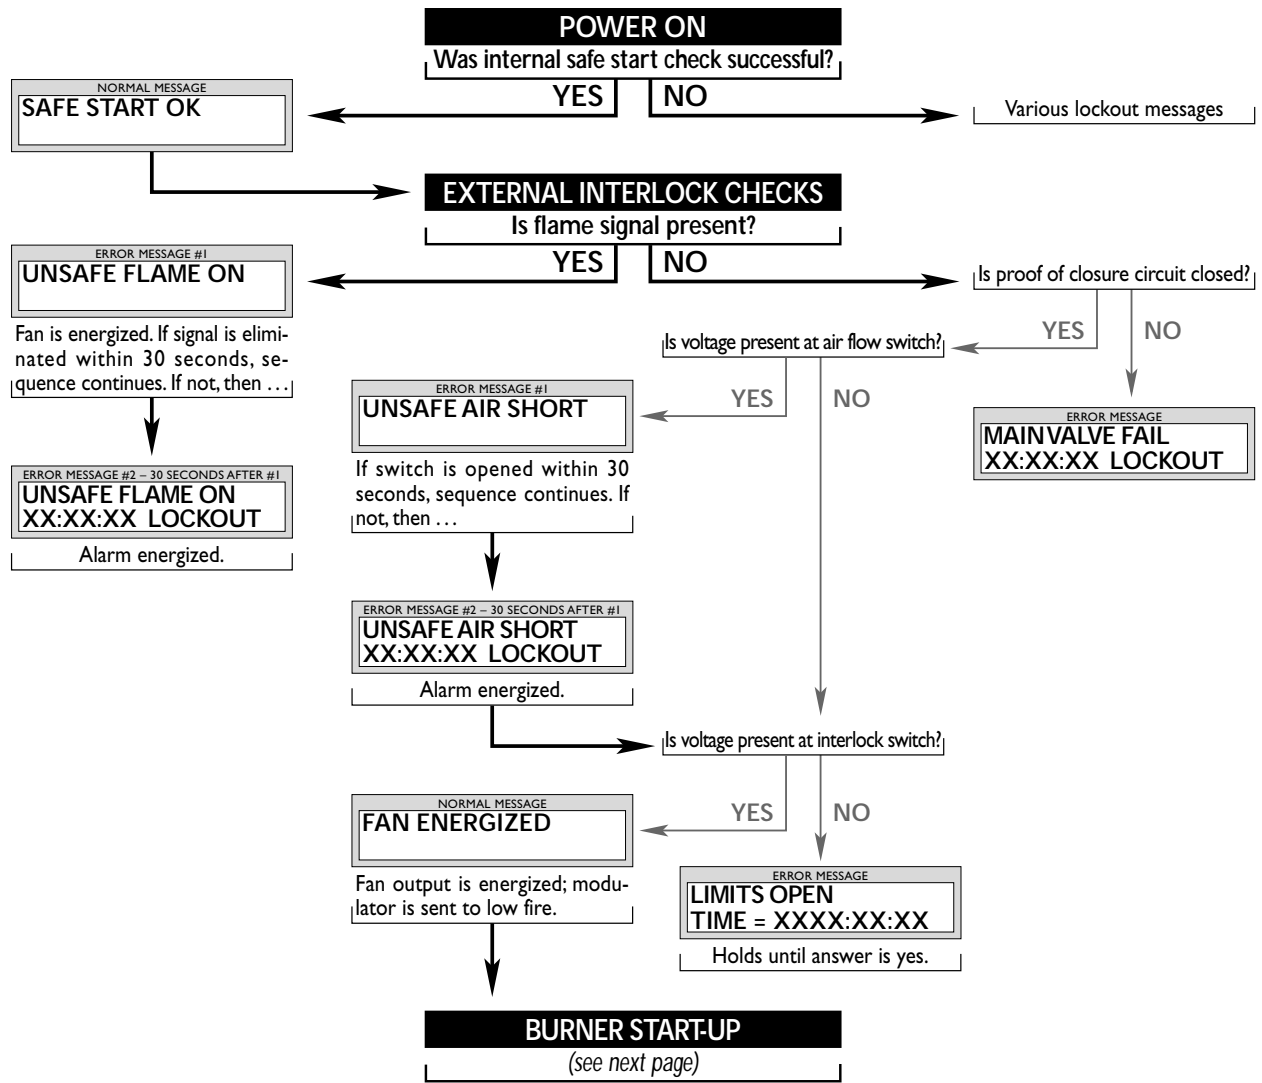 POWER ON
Was internal safe start check successful?
YES
NO
NORMAL MESSAGE
SAFE START OK
Various lockout messages
EXTERNAL INTERLOCK CHECKS
Is flame signal present?
YES
NO
ERROR MESSAGE #1
UNSAFE FLAME ON
Fan is energized. If signal is elimi-
nated within 30 seconds, se-
quence continues. If not, then …
ERROR MESSAGE #2 – 30 SECONDS AFTER #1
UNSAFE FLAME ON
XX:XX:XX LOCKOUT
Alarm energized.
Is proof of closure circuit closed?
YES
NO
ERROR MESSAGE
MAIN VALVE FAIL
XX:XX:XX LOCKOUT
Is voltage present at air flow switch?
YES
NO
ERROR MESSAGE #1
UNSAFE AIR SHORT
If switch is opened within 30
seconds, sequence continues. If
not, then …
ERROR MESSAGE #2 – 30 SECONDS AFTER #1
UNSAFE AIR SHORT
XX:XX:XX LOCKOUT
Alarm energized.
Is voltage present at interlock switch?
YES
NO
NORMAL MESSAGE
FAN ENERGIZED
Fan output is energized; modu-
lator is sent to low fire.
ERROR MESSAGE
LIMITS OPEN
TIME = XXXX:XX:XX
Holds until answer is yes.
BURNER START-UP
(see next page)